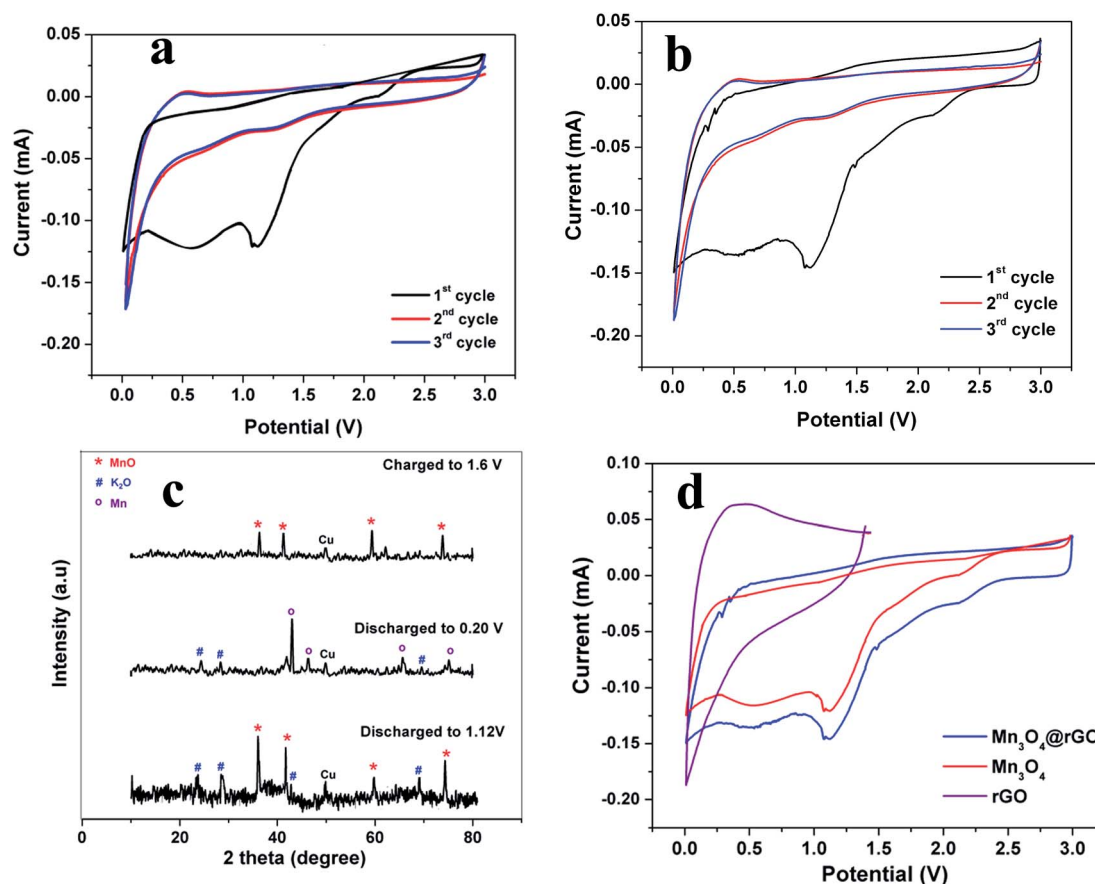 a
0.05
0.00
-0.05
-0.10
-0.15
-0.20
Current (mA)
1st cycle
2nd cycle
3rd cycle
0.0 0.5 1.0 1.5 2.0 2.5 3.0
Potential (V)
b
0.05
0.00
-0.05
-0.10
-0.15
-0.20
Current (mA)
1st cycle
2nd cycle
3rd cycle
0.0 0.5 1.0 1.5 2.0 2.5 3.0
Potential (V)
c
* MnO
# K2O
o Mn
Charged to 1.6 V
* * Cu * *
Discharged to 0.20 V
# # o o Cu o # o
Discharged to 1.12V
# # * * # Cu * # *
Intensity (a.u)
0 20 40 60 80
2 theta (degree)
d
0.10
0.05
0.00
-0.05
-0.10
-0.15
-0.20
Current (mA)
Mn3O4@rGO
Mn3O4
rGO
0.0 0.5 1.0 1.5 2.0 2.5 3.0
Potential (V)